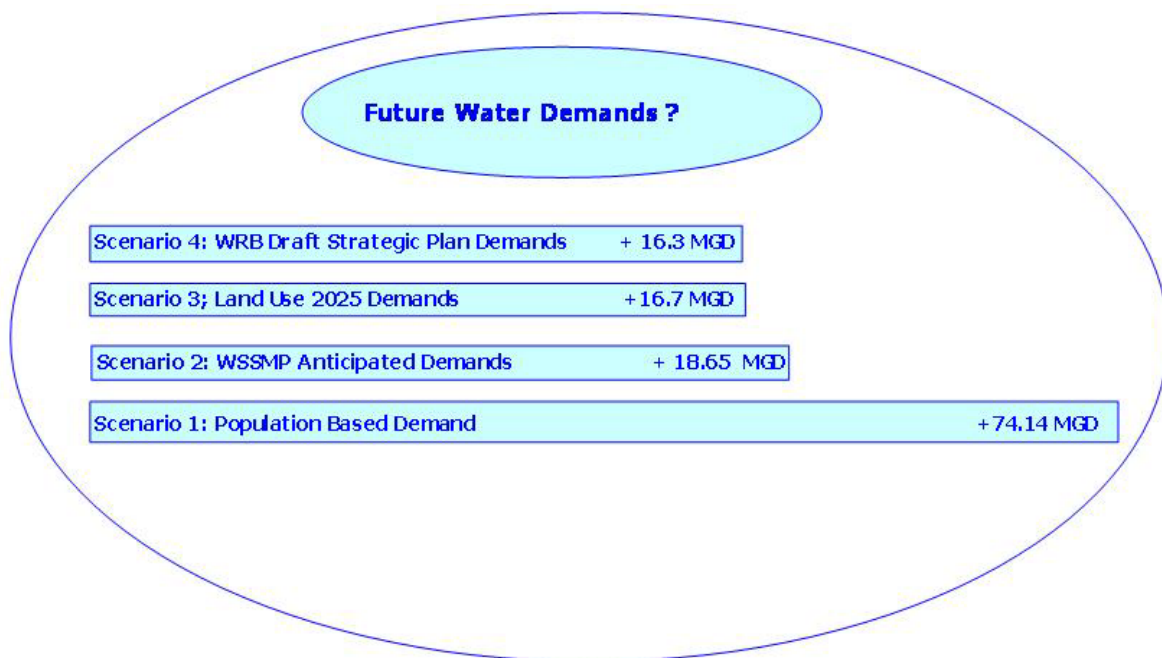 Future Water Demands ?
Scenario 4: WRB Draft Strategic Plan Demands + 16.3 MGD
Scenario 3; Land Use 2025 Demands +16.7 MGD
Scenario 2: WSSMP Anticipated Demands + 18.65 MGD
Scenario 1: Population Based Demand +74.14 MGD